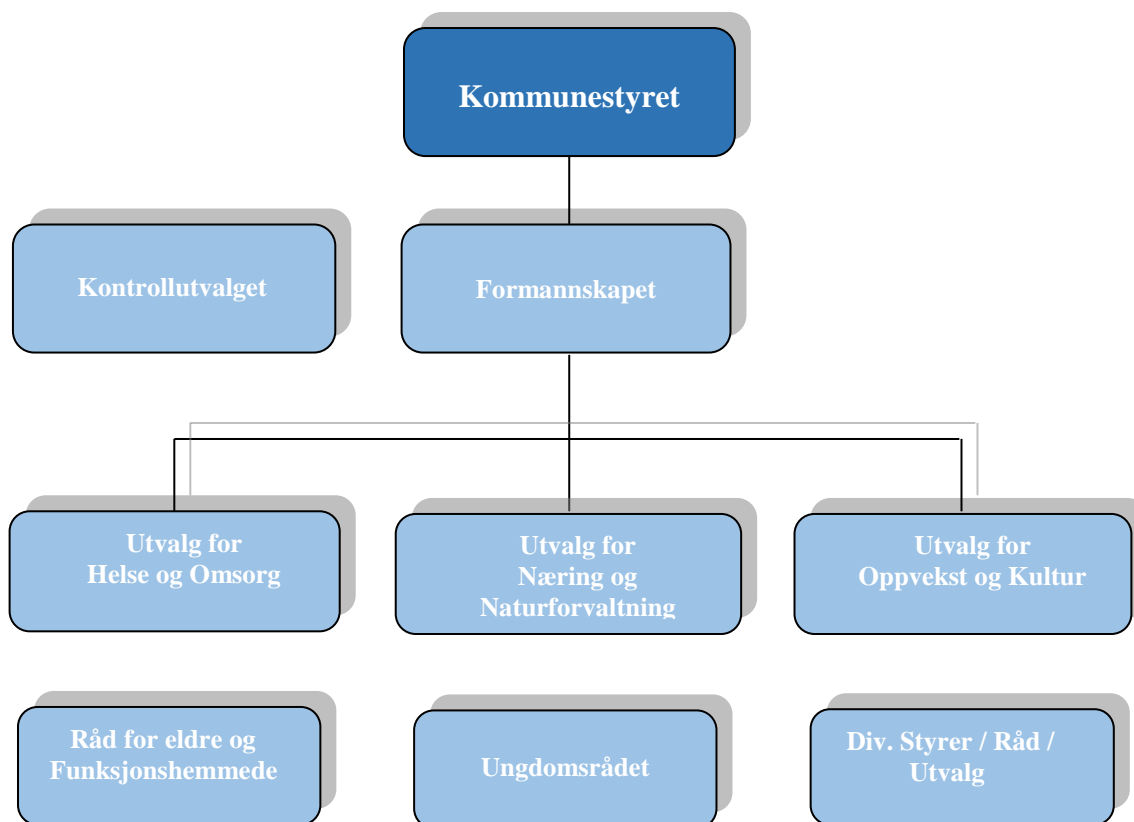 Kommunestyret
Kontrollutvalget
Formannskapet
Utvalg for
Helse og Omsorg
Utvalg for
Næring og
Naturforvaltning
Utvalg for
Oppvekst og Kultur
Råd for eldre og
Funksjonshemmede
Ungdomsrådet
Div. Styrer / Råd /
Utvalg